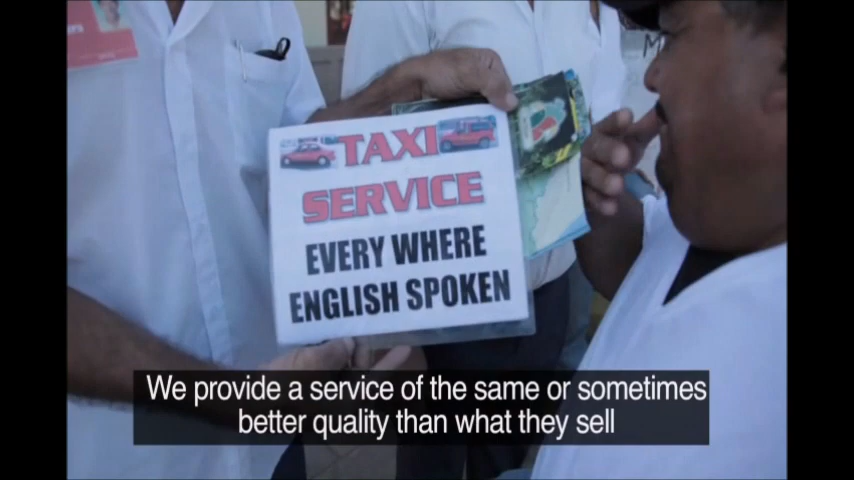 TAXI
SERVICE
EVERY WHERE
ENGLISH SPOKEN
We provide a service of the same or sometimes
better quality than what they sell